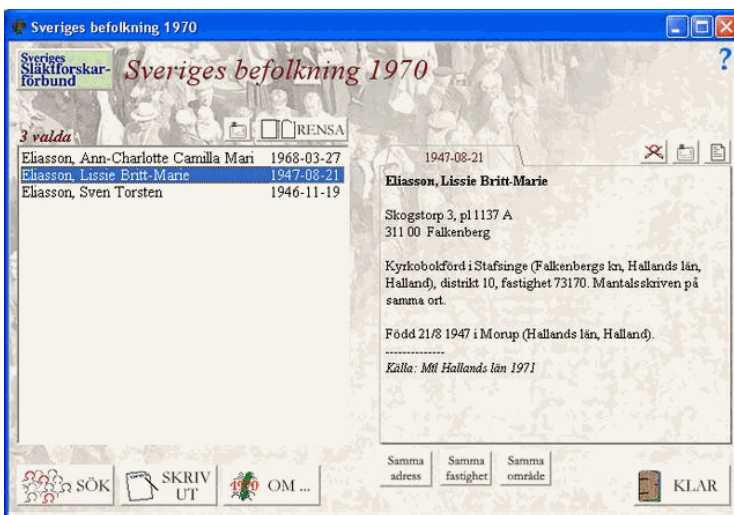 Sveriges befolkning 1970
Sveriges
Släktforskar-
förbund
Sveriges befolkning 1970
?
3 valda
RENSA
Eliasson, Ann-Charlotte Camilla Mari 1968-03-27
Eliasson, Lissie Britt-Marie 1947-08-21
Eliasson, Sven Torsten 1946-11-19
1947-08-21
Eliasson, Lissie Britt-Marie
Skogstorp 3, pl 1137 A
311 00 Falkenberg
Kyrkobokförd i Stafsinge (Falkenbergs kn, Hallands län,
Halland), distrikt 10, fastighet 73170. Mantalsskriven på
samma ort.
Född 21/8 1947 i Morup (Hallands län, Halland).
--------------
Källa: Mtl Hallands län 1971
SÖK
SKRIV
UT
1970
OM ...
Samma
adress
Samma
fastighet
Samma
område
KLAR